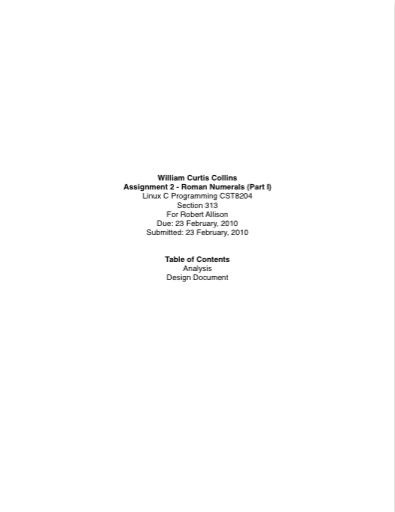 William Curtis Collins
Assignment 2 - Roman Numerals (Part I)
Linux C Programming CST8204
Section 313
For Robert Allison
Due: 23 February, 2010
Submitted: 23 February, 2010
Table of Contents
Analysis
Design Document